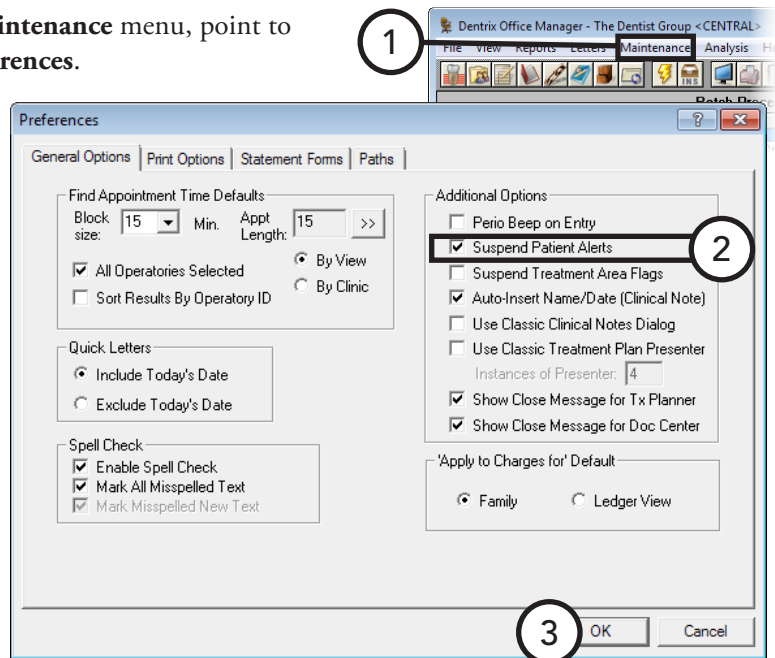 intenance menu, point to
erences.
1
Dentrix Office Manager - The Dentist Group <CENTRAL>
File View Reports Letters Maintenance Analysis
INS
Preferences
General Options Print Options Statement Forms Paths
Find Appointment Time Defaults
Block size: 15 Min. Appt Length: 15 >>
All Operatories Selected
Sort Results By Operatory ID
By View
By Clinic
Quick Letters
Include Today's Date
Exclude Today's Date
Spell Check
Enable Spell Check
Mark All Misspelled Text
Mark Misspelled New Text
Additional Options
Perio Beep on Entry
Suspend Patient Alerts
2
Suspend Treatment Area Flags
Auto-Insert Name/Date (Clinical Note)
Use Classic Clinical Notes Dialog
Use Classic Treatment Plan Presenter
Instances of Presenter: 4
Show Close Message for Tx Planner
Show Close Message for Doc Center
'Apply to Charges for' Default
Family Ledger View
3
OK Cancel